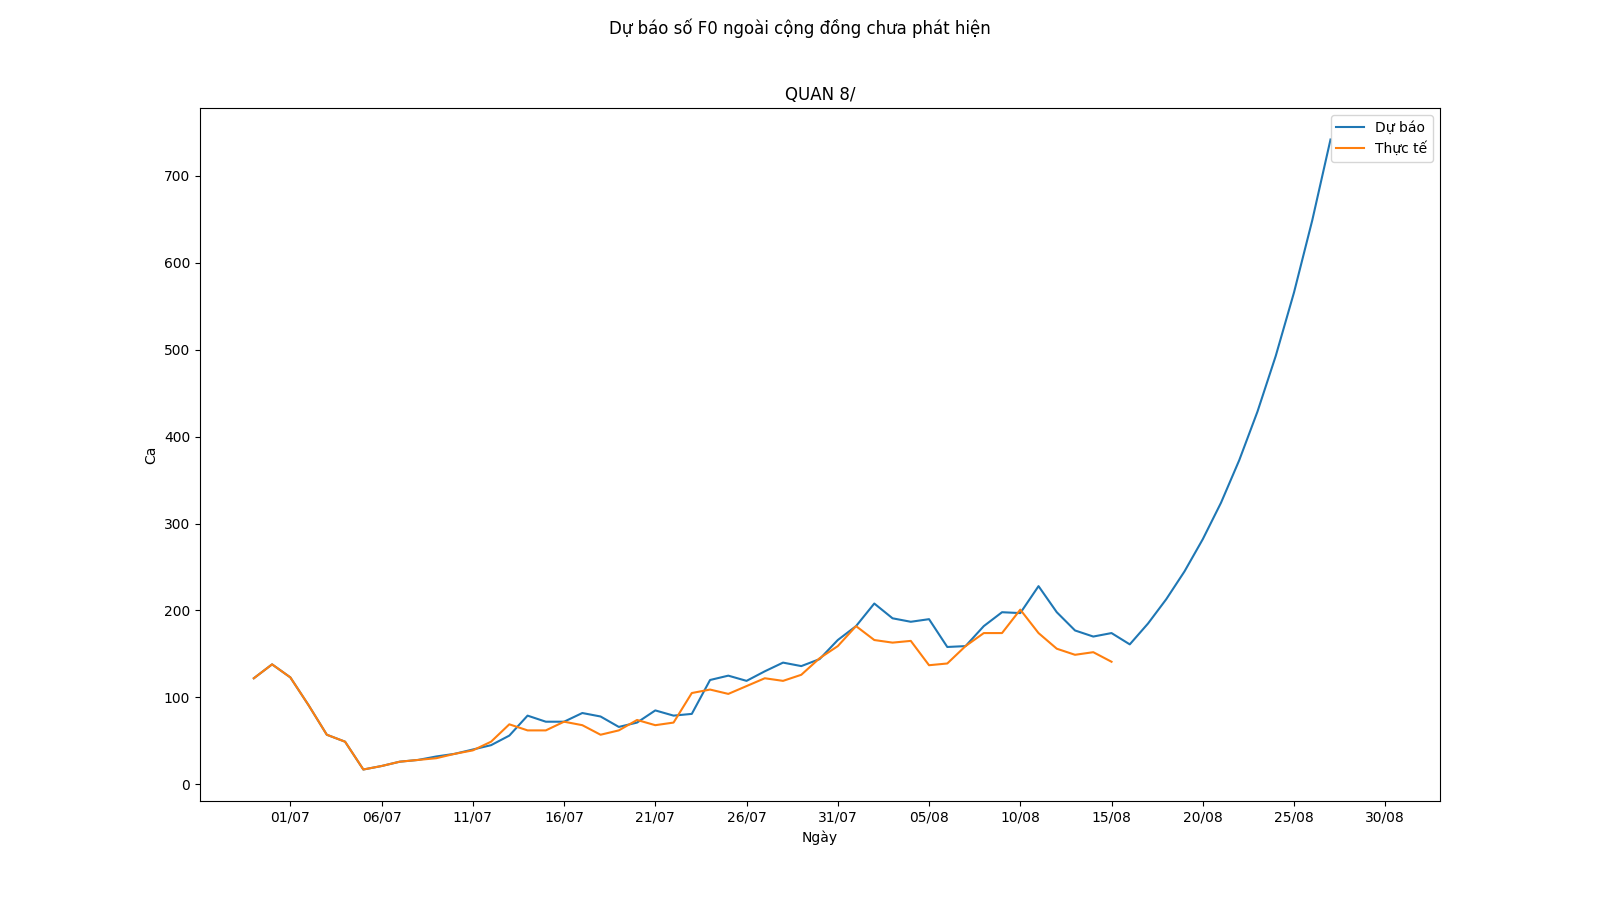 Dự báo số F0 ngoài cộng đồng chưa phát hiện
QUAN 8/
Dự báo
Thực tế
700
600
500
400
300
200
100
0
Ca
01/07 06/07 11/07 16/07 21/07 26/07 31/07 05/08 10/08 15/08 20/08 25/08 30/08
Ngày